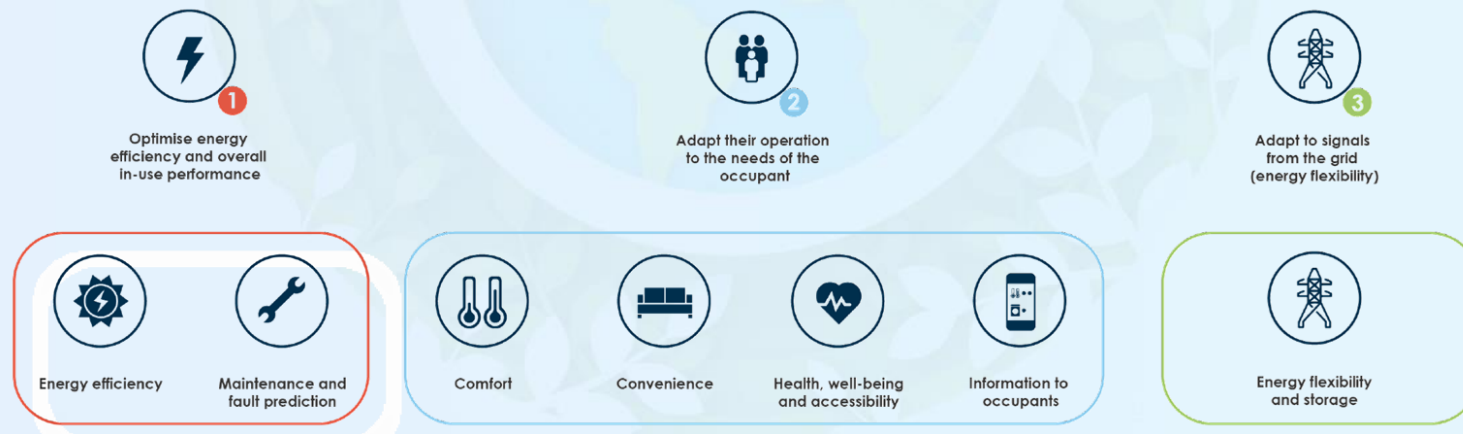 1
Optimise energy
efficiency and overall
in-use performance
2
Adapt their operation
to the needs of the
occupant
3
Adapt to signals
from the grid
(energy flexibility)
Energy efficiency
Maintenance and
fault prediction
Comfort
Convenience
Health, well-being
and accessibility
Information to
occupants
Energy flexibility
and storage